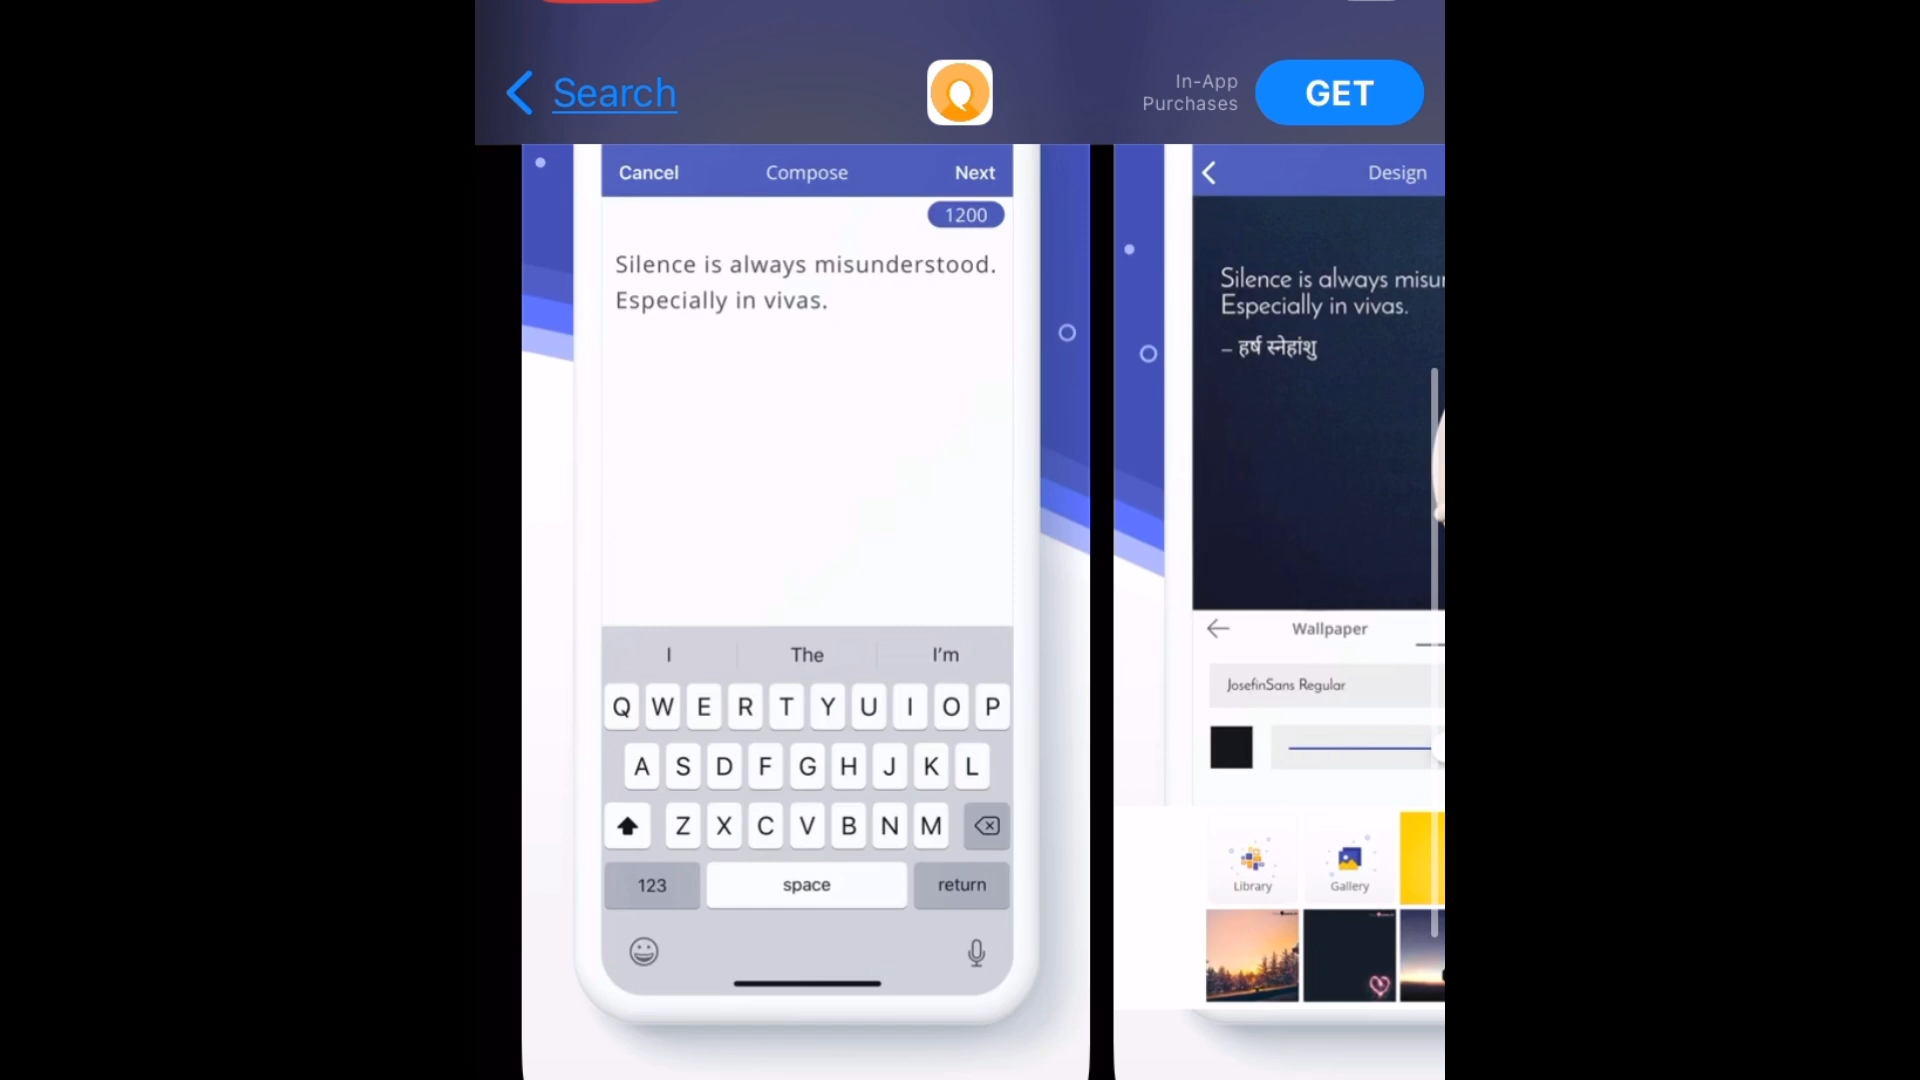 Search
In-App
Purchases
GET
Cancel
Compose
Next
1200
Silence is always misunderstood.
Especially in vivas.
I
The
I'm
Q W E R T Y U I O P
A S D F G H J K L
Z X C V B N M
123
space
return
Design
Silence is always misu
Especially in vivas.
– हर्ष स्नेहांशु
Wallpaper
JosefinSans Regular
Library
Gallery